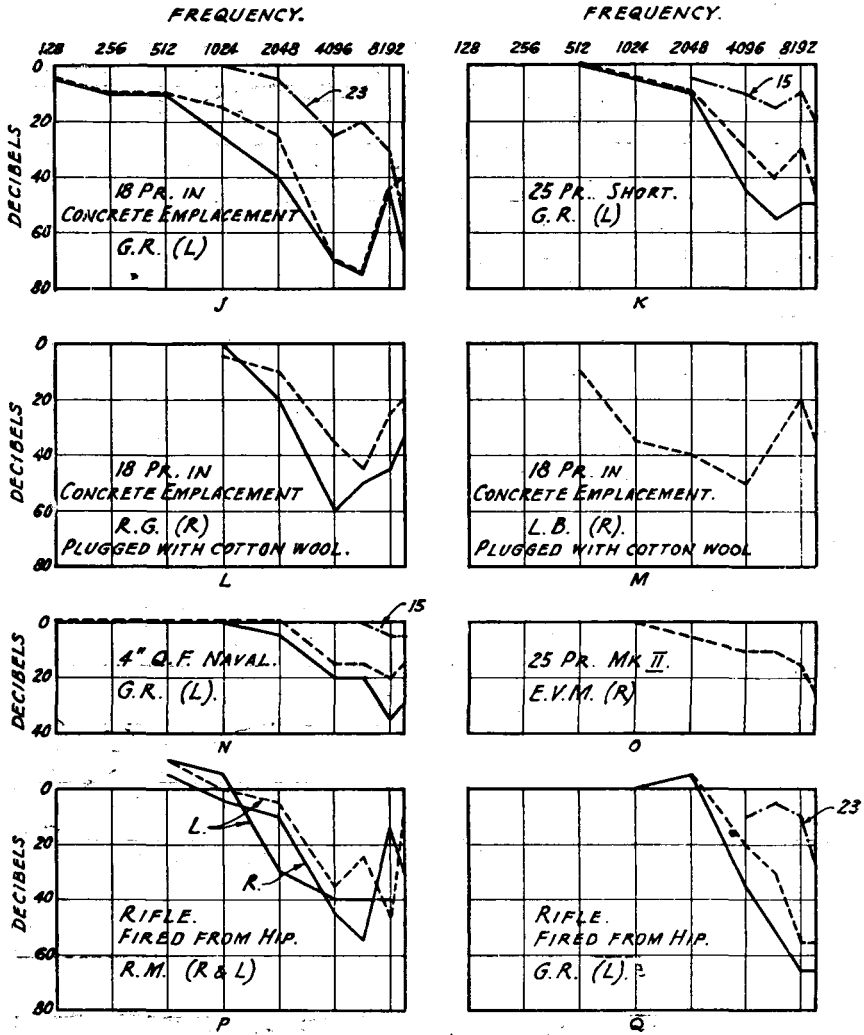 FREQUENCY. FREQUENCY.
128 256 512 1024 2048 4096 8192 128 256 512 1024 2048 4096 8192
DECIBELS
0
20
40
60
80
23
18 PR. IN
CONCRETE EMPLACEMENT
G.R. (L)
J
15
25 PR. SHORT.
G.R. (L)
K
DECIBELS
0
20
40
60
80
18 PR. IN
CONCRETE EMPLACEMENT
R.G. (R)
PLUGGED WITH COTTON WOOL.
L
18 PR. IN
CONCRETE EMPLACEMENT.
L.B. (R).
PLUGGED WITH COTTON WOOL
M
DECIBELS
0
20
40
15
4" Q.F. NAVAL.
G.R. (L).
N
25 PR. MK II.
E.V.M. (R)
O
DECIBELS
0
20
40
60
80
L.
R.
RIFLE.
FIRED FROM HIP.
R.M. (R & L)
P
23
RIFLE.
FIRED FROM HIP.
G.R. (L).
Q